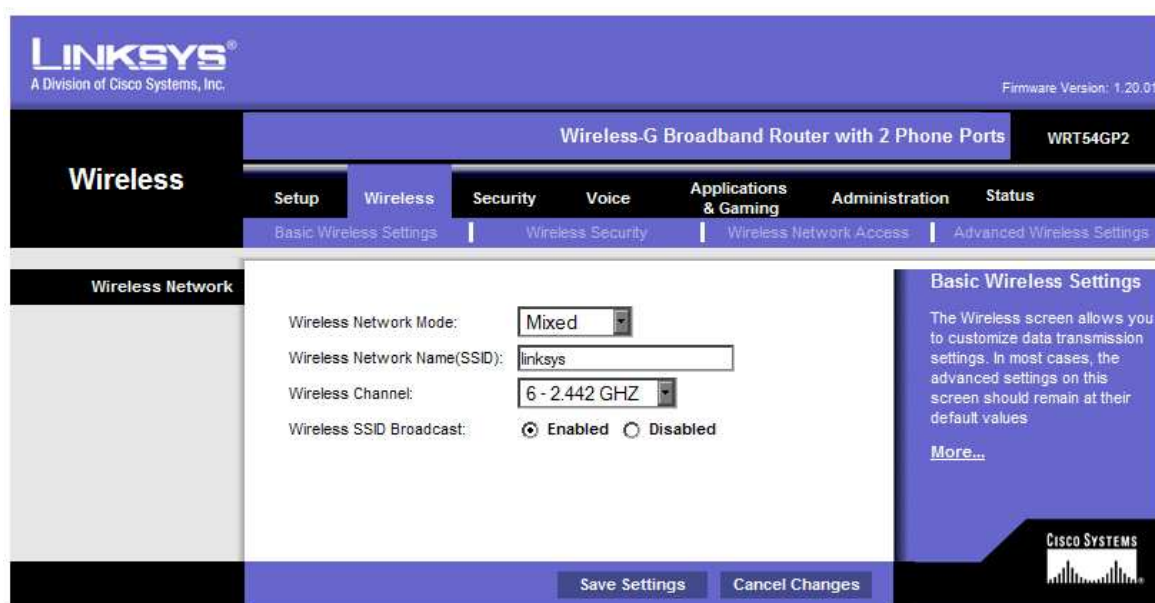 LINKSYS®
A Division of Cisco Systems, Inc.
Firmware Version: 1.20.01
Wireless-G Broadband Router with 2 Phone Ports WRT54GP2
Wireless
Setup Wireless Security Voice Applications & Gaming Administration Status
Basic Wireless Settings Wireless Security Wireless Network Access Advanced Wireless Settings
Wireless Network
Wireless Network Mode: Mixed
Wireless Network Name(SSID): linksys
Wireless Channel: 6 - 2.442 GHZ
Wireless SSID Broadcast: Enabled Disabled
Basic Wireless Settings
The Wireless screen allows you
to customize data transmission
settings. In most cases, the
advanced settings on this
screen should remain at their
default values
More...
Save Settings Cancel Changes
CISCO SYSTEMS